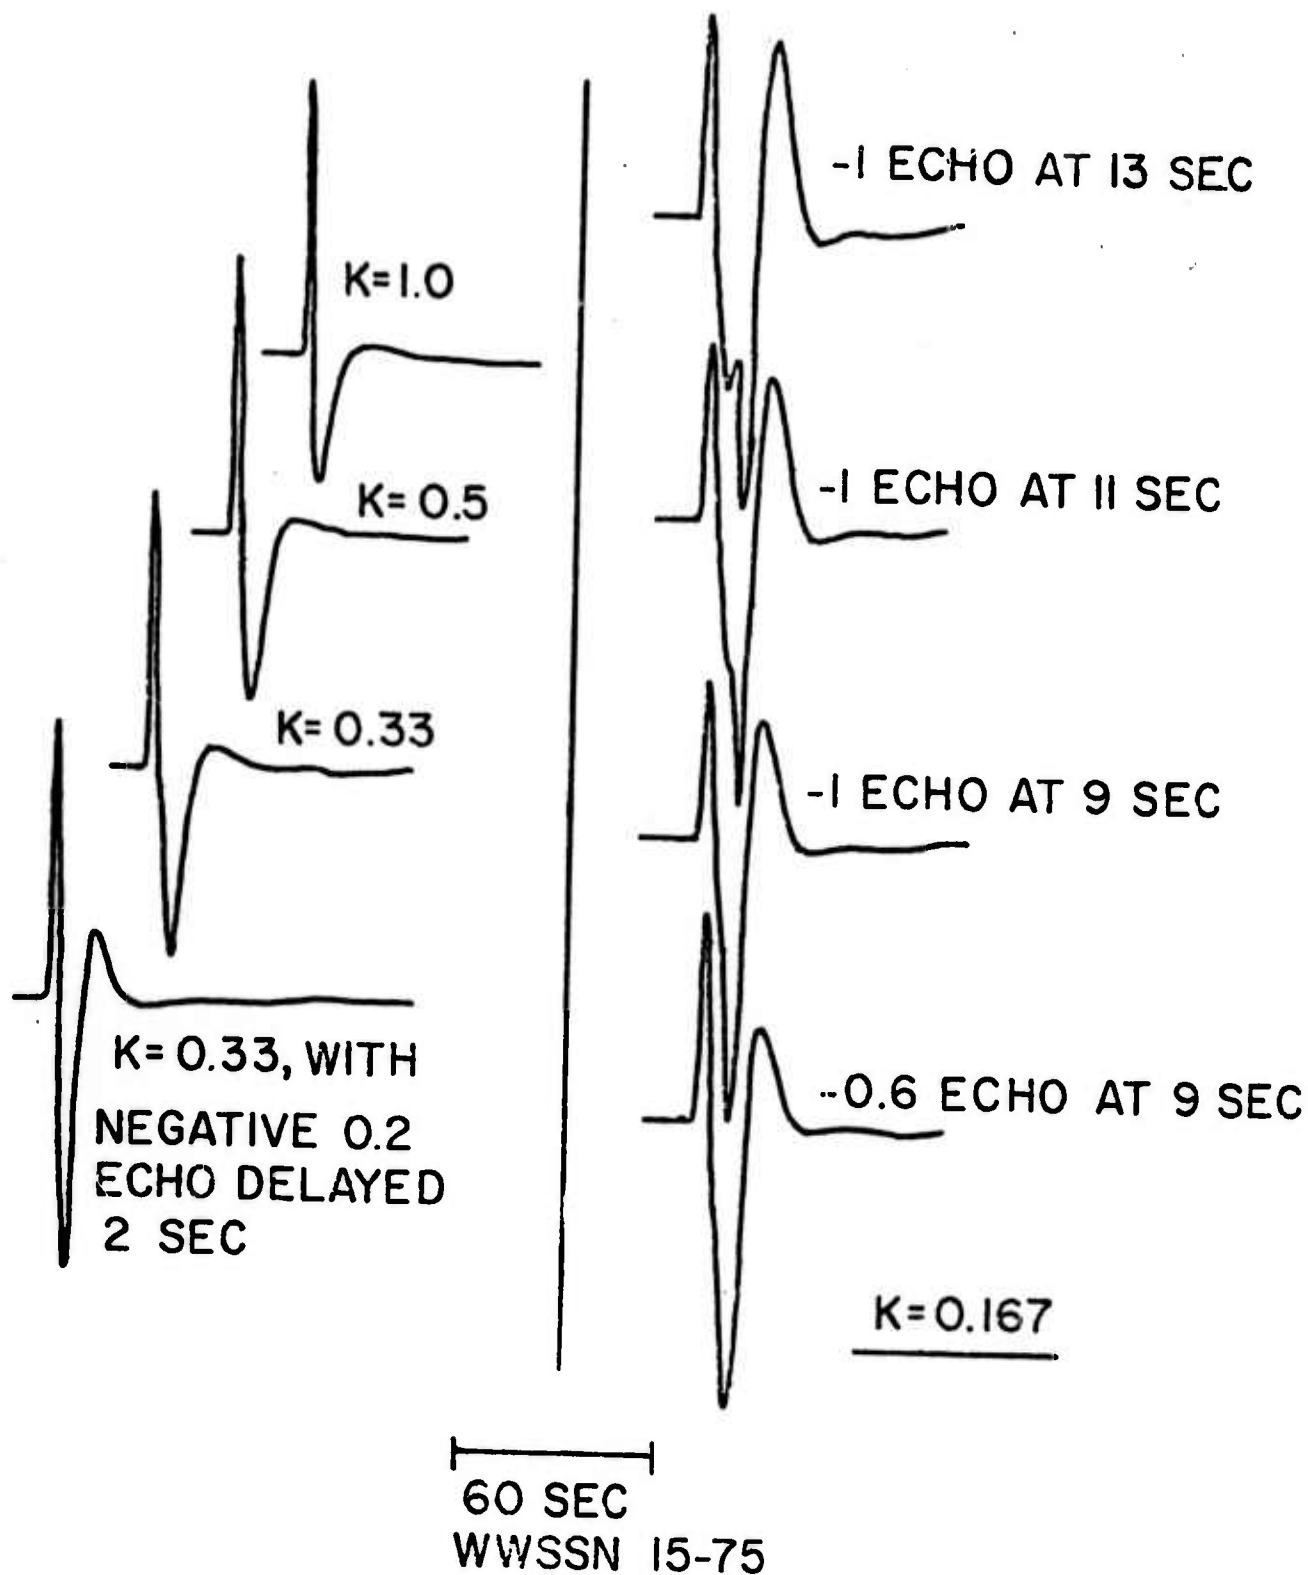 K=1.0
K=0.5
K=0.33
K=0.33, WITH
NEGATIVE 0.2
ECHO DELAYED
2 SEC
-1 ECHO AT 13 SEC
-1 ECHO AT 11 SEC
-1 ECHO AT 9 SEC
-0.6 ECHO AT 9 SEC
K=0.167
60 SEC
WWSSN 15-75